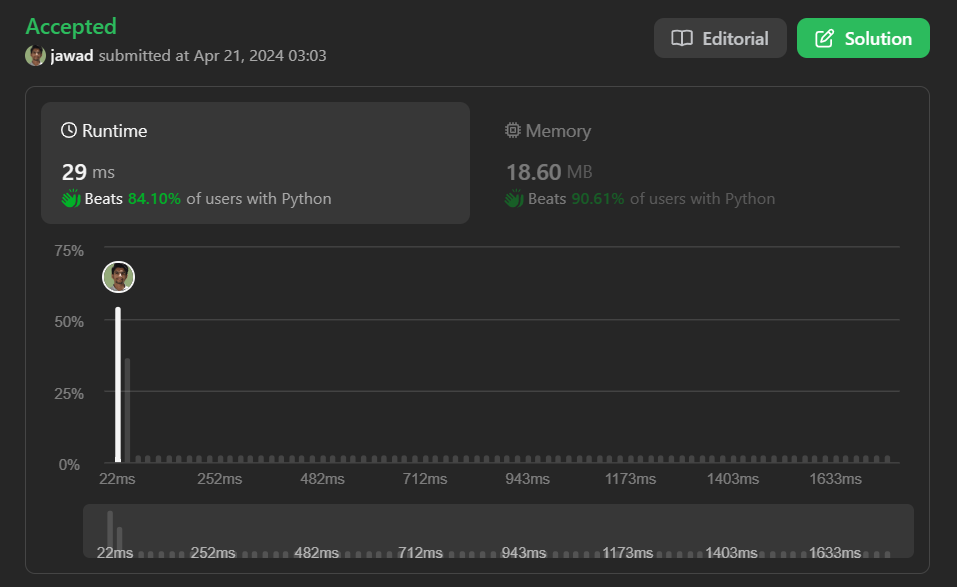 Accepted
jawad submitted at Apr 21, 2024 03:03
Editorial
Solution
Runtime
29 ms
Beats 84.10% of users with Python
Memory
18.60 MB
Beats 90.61% of users with Python
75%
50%
25%
0%
22ms 252ms 482ms 712ms 943ms 1173ms 1403ms 1633ms
22ms 252ms 482ms 712ms 943ms 1173ms 1403ms 1633ms